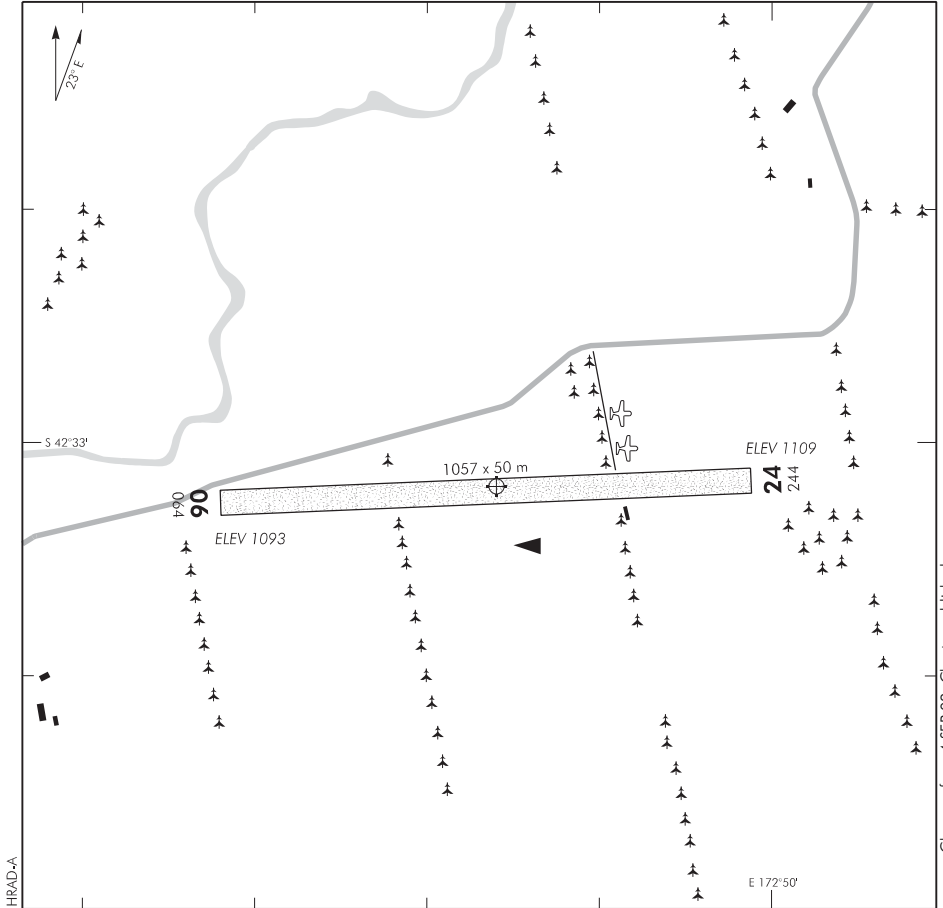 23° E
S 42°33'
1057 x 50 m
ELEV 1109
24
244
06
064
ELEV 1093
E 172°50'
HRAD-A